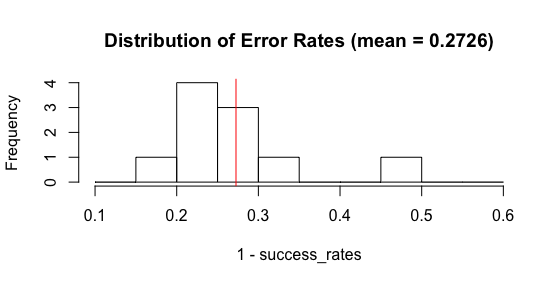 Distribution of Error Rates (mean = 0.2726)
Frequency
4
3
2
1
0
0.1 0.2 0.3 0.4 0.5 0.6
1 - success_rates